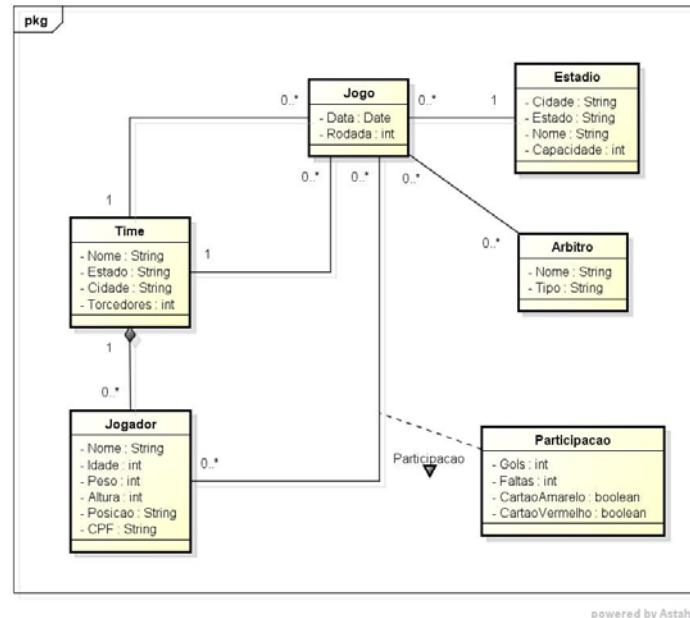 pkg
Jogo
- Data : Date
- Rodada : int
0..*
0..*
1
Estadio
- Cidade : String
- Estado : String
- Nome : String
- Capacidade : int
0..*
0..*
0..*
1
Time
- Nome : String
- Estado : String
- Cidade : String
- Torcedores : int
1
0..*
Arbitro
- Nome : String
- Tipo : String
1
0..*
Jogador
- Nome : String
- Idade : int
- Peso : int
- Altura : int
- Posicao : String
- CPF : String
0..*
Participacao
Participacao
- Gols : int
- Faltas : int
- CartaoAmarelo : boolean
- CartaoVermelho : boolean
powered by Astah